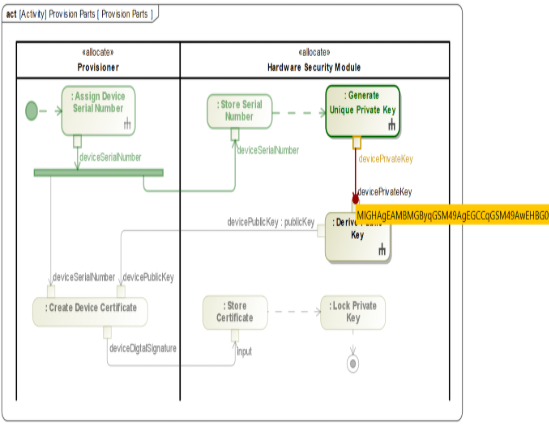 act [Activity] Provision Parts [ Provision Parts ]
«allocate»
Provisioner
«allocate»
Hardware Security Module
: Assign Device
Serial Number
: Store Serial
Number
: Generate
Unique Private Key
deviceSerialNumber
deviceSerialNumber
devicePrivateKey
devicePrivateKey
MIGHAgEAMBMGByqGSM49AgEGCCqGSM49AwEHBG0
devicePublicKey : publicKey
: Derive
Key
deviceSerialNumber
devicePublicKey
: Create Device Certificate
: Store
Certificate
: Lock Private
Key
deviceDigtalSignature
Input